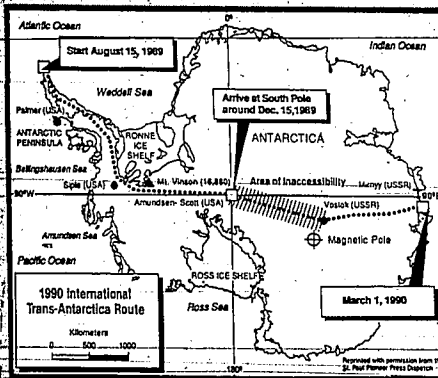 Atlantic Ocean
0°
Indian Ocean
Start August 15, 1989
Weddell Sea
Arrive at South Pole
around Dec. 15, 1989
Palmer (USA)
ANTARCTIC
PENINSULA
RONNE
ICE
SHELF
ANTARCTICA
Bellingshausen Sea
Siple (USA)
Mt. Vinson (16,860)
Area of Inaccessibility
Mirnyy (USSR)
90°W
90°E
Amundsen-Scott (USA)
Vostok (USSR)
Amundsen Sea
Magnetic Pole
Pacific Ocean
ROSS ICE SHELF
1990 International
Trans-Antarctica Route
Kilometers
0 500 1000
Ross Sea
March 1, 1990
180°
Reprinted with permission from the
St. Paul Pioneer Press Dispatch